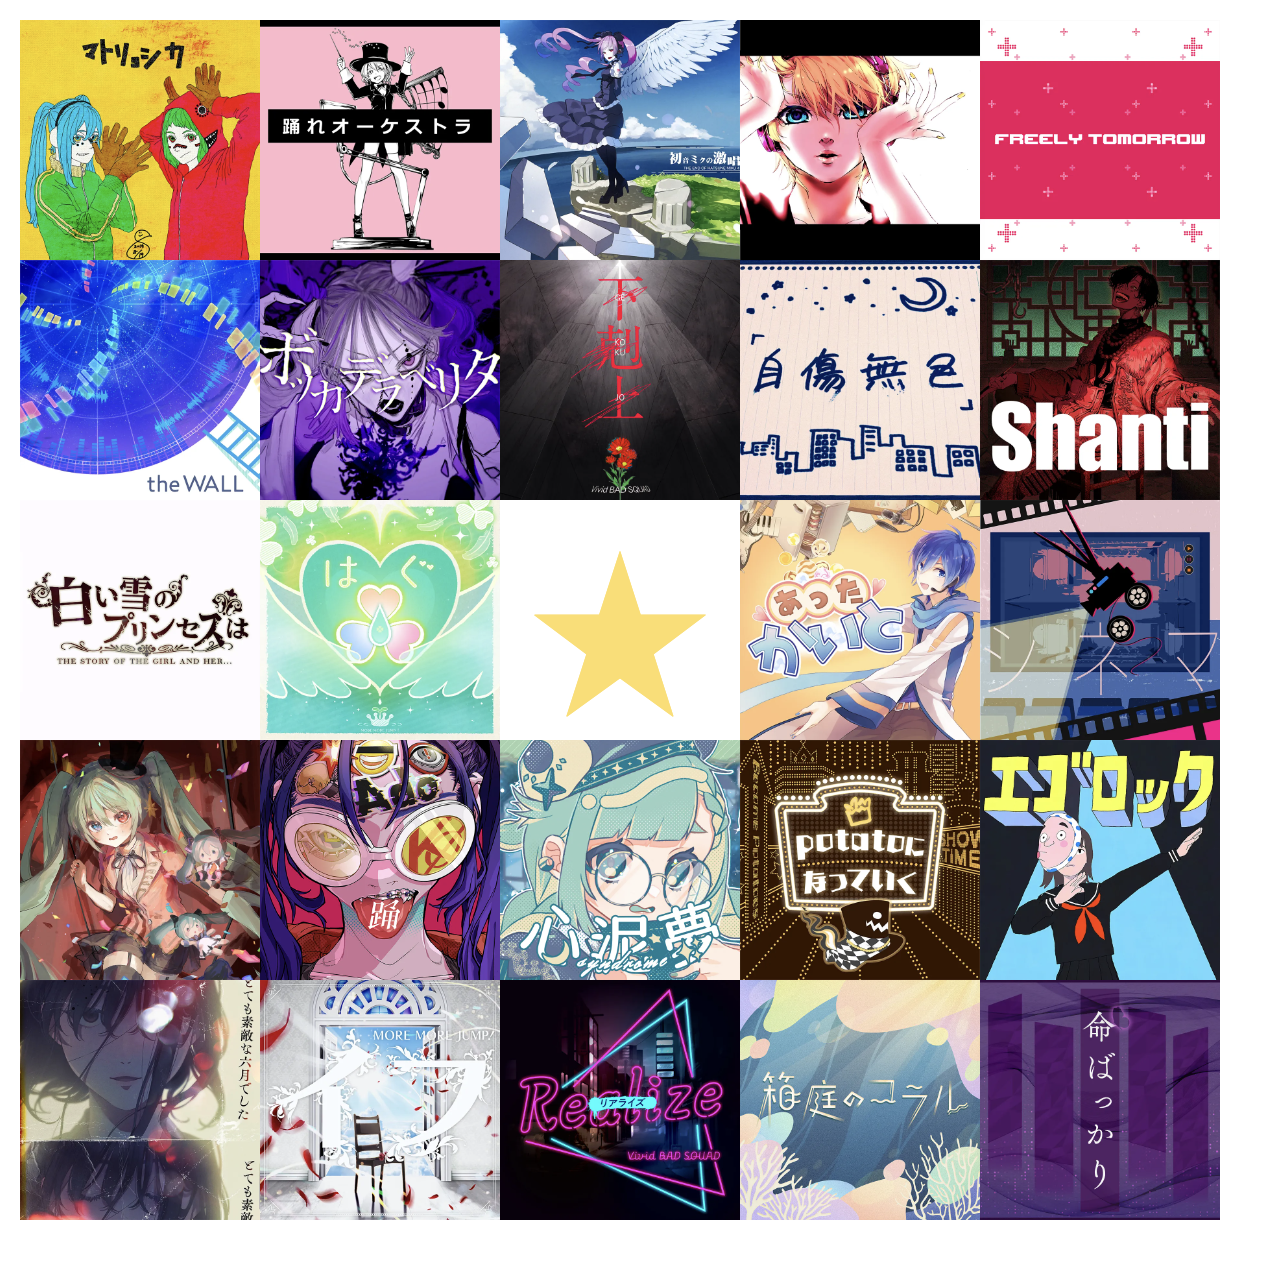 マトリョシカ
踊れオーケストラ
初音ミクの激唱
FREELY TOMORROW
the WALL
ボッカデラベリタ
下剋上
GE
KO
KU
JO
Vivid BAD SQUAD
「自傷無色」
Shanti
白い雪の
プリンセスは
THE STORY OF THE GIRL AND HER...
はぐ
あった
かいと
シネマ
Ado
踊
心沢夢
syndrome
potatoに
なっていく
SHOW
TIME
エゴロック
とても素敵な六月でした
とても素敵
MORE MORE JUMP!
イフ
Realize
リアライズ
Vivid BAD SQUAD
箱庭のコラル
命ばっかり